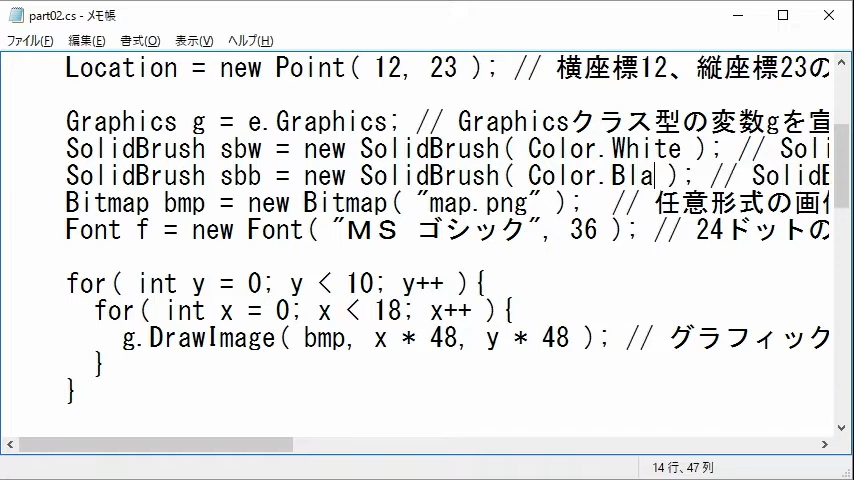 part02.cs - メモ帳
ファイル(F) 編集(E) 書式(O) 表示(V) ヘルプ(H)
Location = new Point( 12, 23 ); // 横座標12、縦座標23の
Graphics g = e.Graphics; // Graphicsクラス型の変数gを宣
SolidBrush sbw = new SolidBrush( Color.White ); // Soli
SolidBrush sbb = new SolidBrush( Color.Bla ); // SolidB
Bitmap bmp = new Bitmap( "map.png" );  // 任意形式の画像
Font f = new Font( "ＭＳ ゴシック", 36 ); // 24ドットの
for( int y = 0; y < 10; y++ ){
  for( int x = 0; x < 18; x++ ){
    g.DrawImage( bmp, x * 48, y * 48 ); // グラフィック
  }
}
14 行、47 列